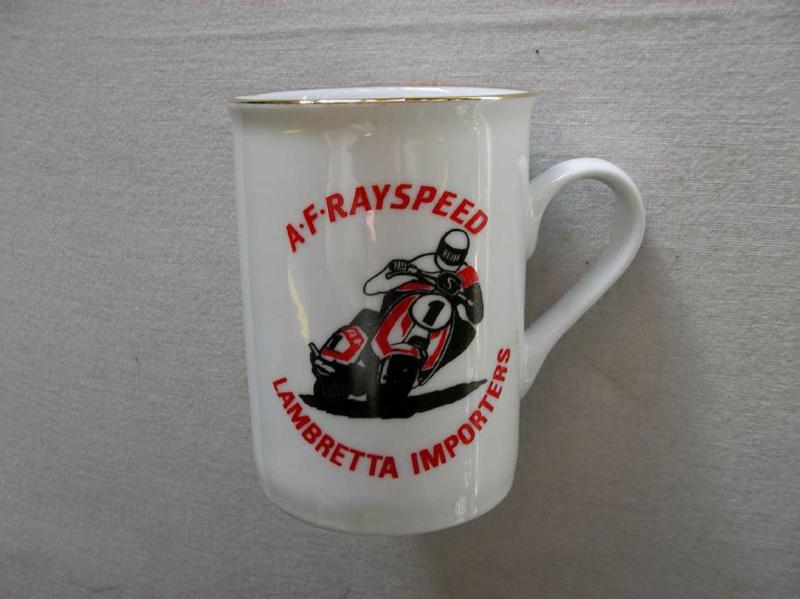 A·F·RAYSPEED
S
1
LAMBRETTA IMPORTERS